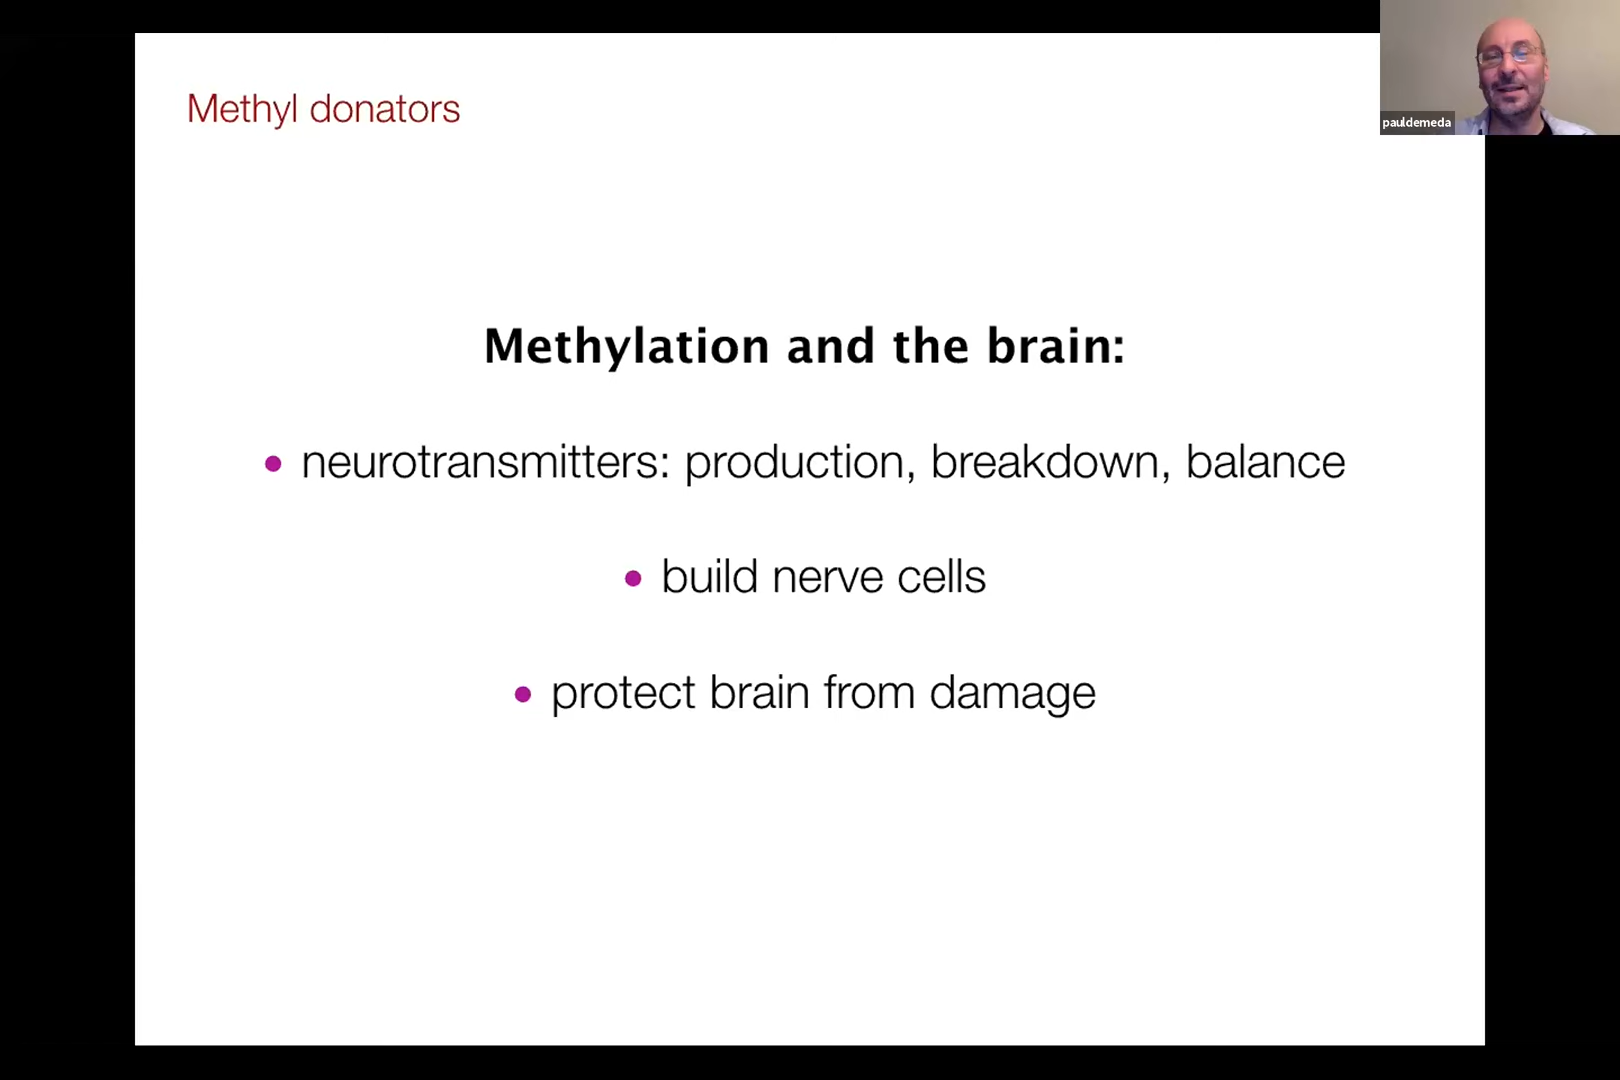 Methyl donators
pauldemeda
Methylation and the brain:
• neurotransmitters: production, breakdown, balance
• build nerve cells
• protect brain from damage